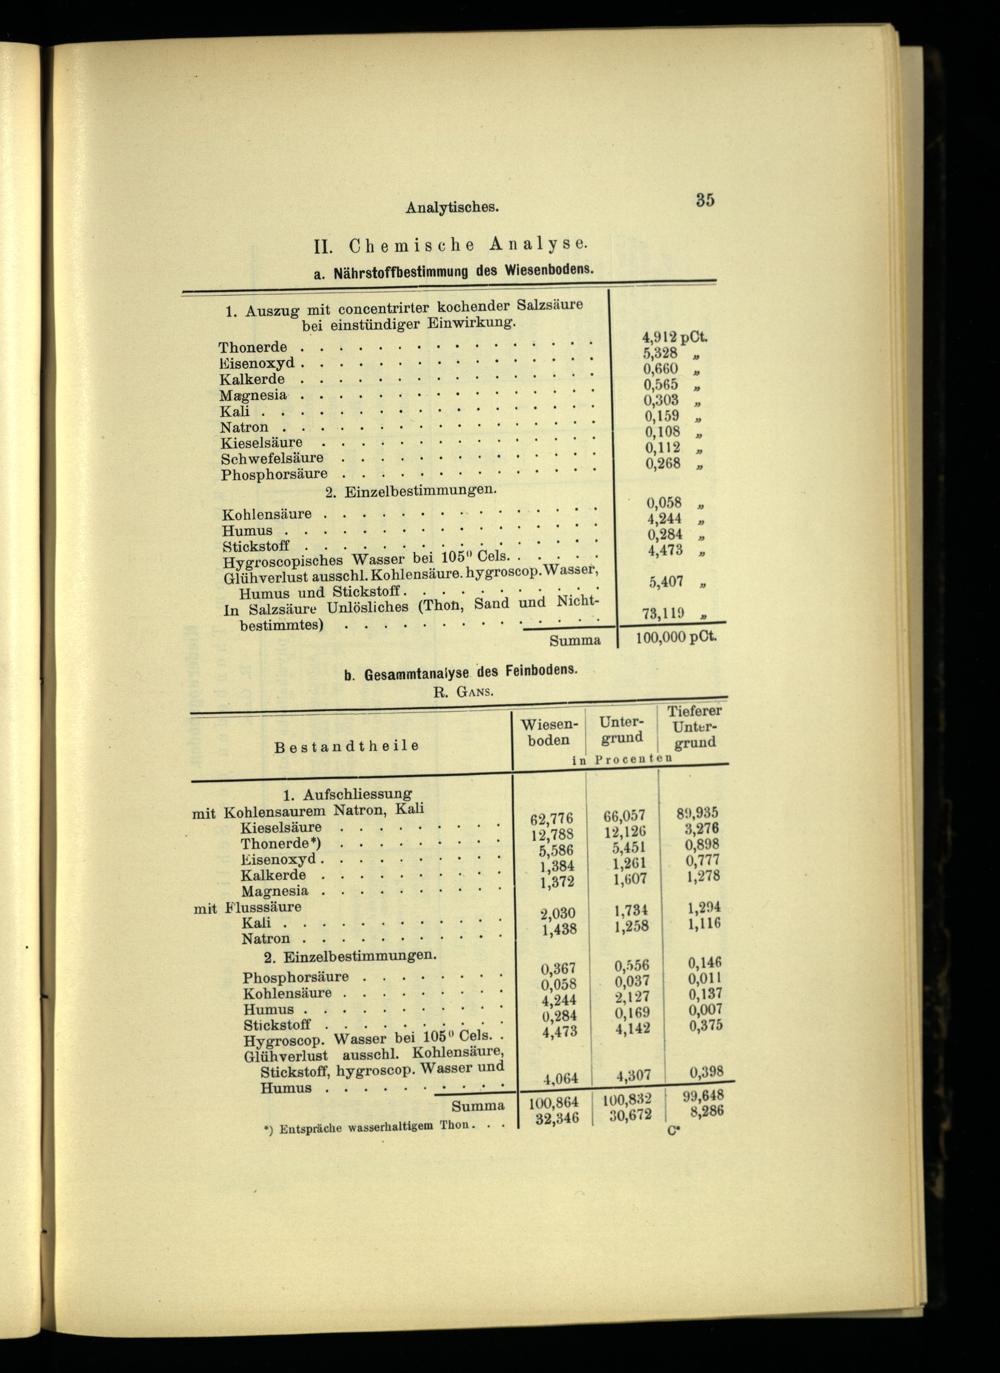 Analytisches.
35
II. Chemische Analyse.
a. Nährstoffbestimmung des Wiesenbodens.
1. Auszug mit concentrirter kochender Salzsäure
bei einstündiger Einwirkung.
Thonerde . . . . . . . . . . . . . . . . 4,912 pCt.
Eisenoxyd . . . . . . . . . . . . . . . . 5,328 „
Kalkerde . . . . . . . . . . . . . . . . 0,660 „
Magnesia . . . . . . . . . . . . . . . . 0,565 „
Kali . . . . . . . . . . . . . . . . . . 0,303 „
Natron . . . . . . . . . . . . . . . . . 0,159 „
Kieselsäure . . . . . . . . . . . . . . . 0,108 „
Schwefelsäure . . . . . . . . . . . . . . 0,112 „
Phosphorsäure . . . . . . . . . . . . . . 0,268 „
2. Einzelbestimmungen.
Kohlensäure . . . . . . . . . . . . . . . 0,058 „
Humus . . . . . . . . . . . . . . . . . 4,244 „
Stickstoff . . . . . . . . . . . . . . . . 0,284 „
Hygroscopisches Wasser bei 105⁰ Cels. . . . . . 4,473 „
Glühverlust ausschl. Kohlensäure. hygroscop. Wasser,
Humus und Stickstoff . . . . . . . . . . . 5,407 „
In Salzsäure Unlösliches (Thon, Sand und Nicht-
bestimmtes) . . . . . . . . . . . . . . 73,119 „
Summa 100,000 pCt.
b. Gesammtanalyse des Feinbodens.
R. GANS.
Bestandtheile
Wiesen-
boden
Unter-
grund
Tieferer
Unter-
grund
in Procenten
1. Aufschliessung
mit Kohlensaurem Natron, Kali
Kieselsäure . . . . . . . . . 62,776 66,057 89,935
Thonerde*) . . . . . . . . . 12,788 12,126 3,276
Eisenoxyd . . . . . . . . . . 5,586 5,451 0,898
Kalkerde . . . . . . . . . . 1,384 1,261 0,777
Magnesia . . . . . . . . . . 1,372 1,607 1,278
mit Flusssäure
Kali . . . . . . . . . . . . 2,030 1,734 1,294
Natron . . . . . . . . . . . 1,438 1,258 1,116
2. Einzelbestimmungen.
Phosphorsäure . . . . . . . . 0,367 0,556 0,146
Kohlensäure . . . . . . . . . 0,058 0,037 0,011
Humus . . . . . . . . . . . 4,244 2,127 0,137
Stickstoff . . . . . . . . . . 0,284 0,169 0,007
Hygroscop. Wasser bei 105⁰ Cels. . 4,473 4,142 0,375
Glühverlust ausschl. Kohlensäure,
Stickstoff, hygroscop. Wasser und
Humus . . . . . . . . . . 4,064 4,307 0,398
Summa 100,864 100,832 99,648
*) Entspräche wasserhaltigem Thon . . . 32,346 30,672 8,286
C*